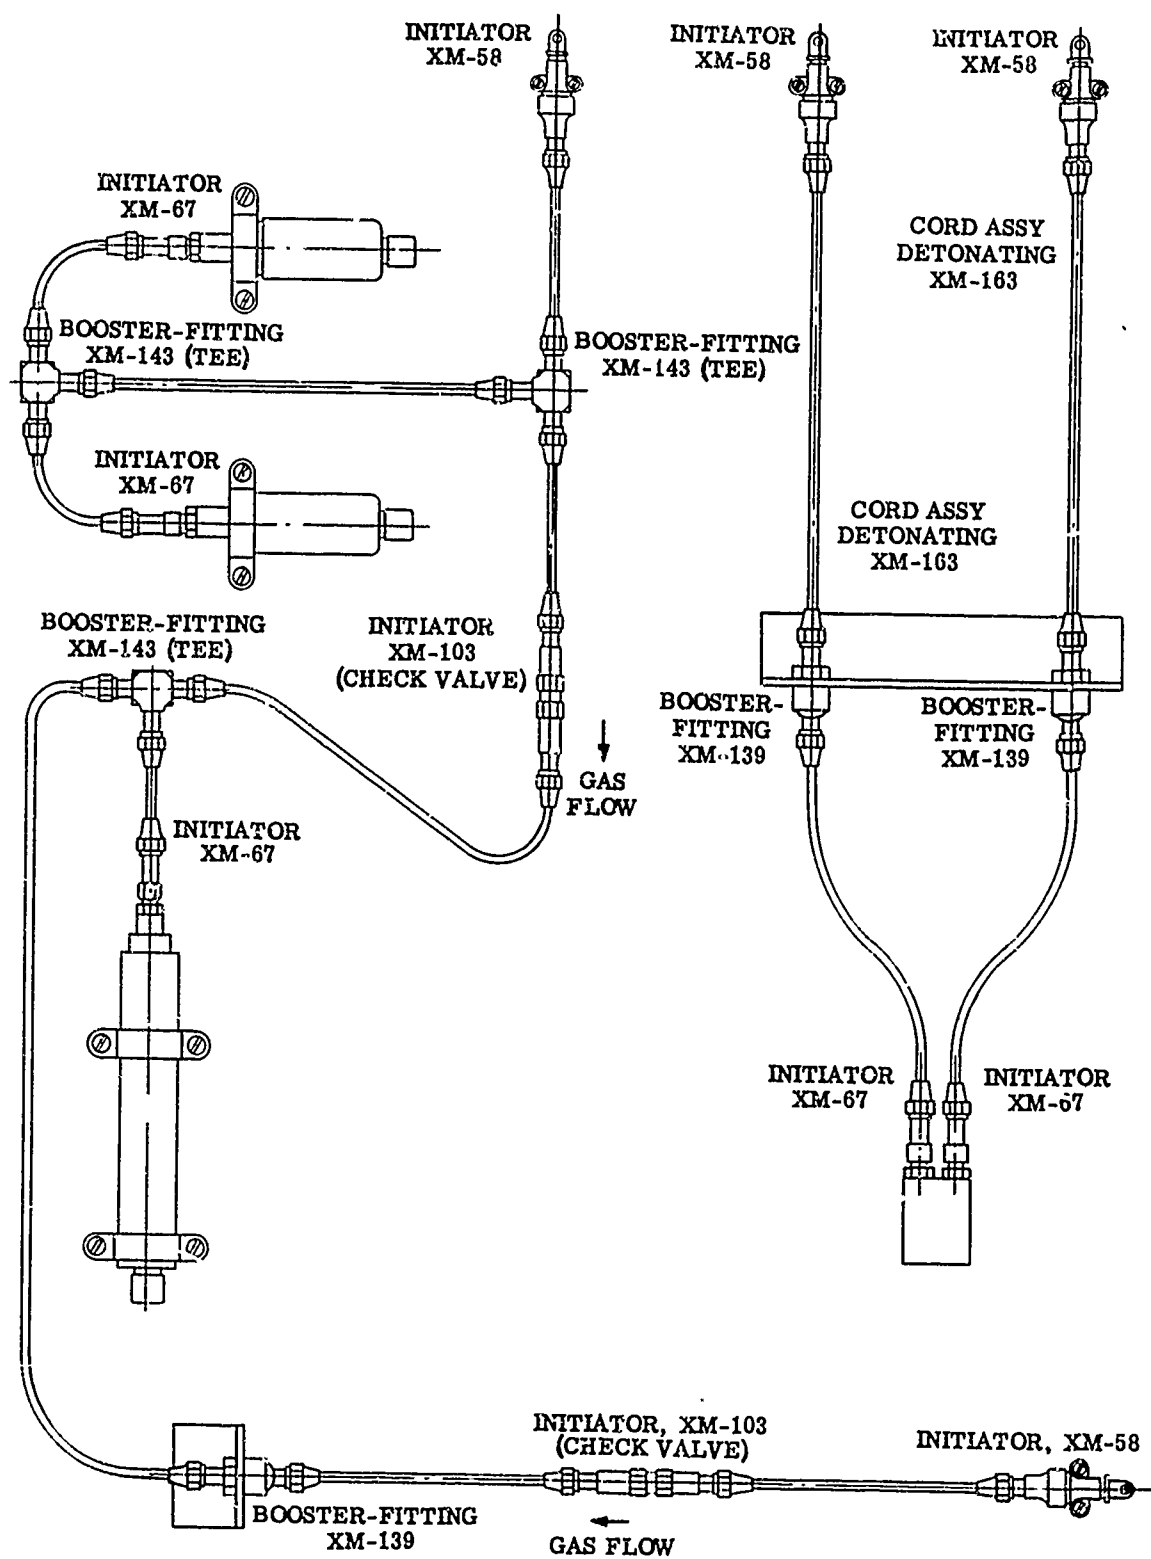 INITIATOR
XM-58
INITIATOR
XM-58
INITIATOR
XM-58
INITIATOR
XM-67
CORD ASSY
DETONATING
XM-163
BOOSTER-FITTING
XM-143 (TEE)
BOOSTER-FITTING
XM-143 (TEE)
INITIATOR
XM-67
CORD ASSY
DETONATING
XM-163
BOOSTER-FITTING
XM-143 (TEE)
INITIATOR
XM-103
(CHECK VALVE)
BOOSTER-
FITTING
XM-139
BOOSTER-
FITTING
XM-139
GAS
FLOW
INITIATOR
XM-67
INITIATOR
XM-67
INITIATOR
XM-67
INITIATOR, XM-103
(CHECK VALVE)
INITIATOR, XM-58
BOOSTER-FITTING
XM-139
GAS FLOW